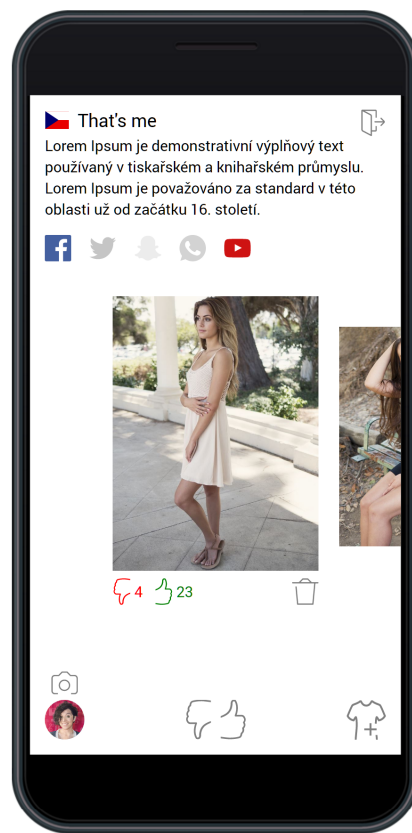 That's me
Lorem Ipsum je demonstrativní výplňový text
používaný v tiskařském a knihařském průmyslu.
Lorem Ipsum je považováno za standard v této
oblasti už od začátku 16. století.
4 23